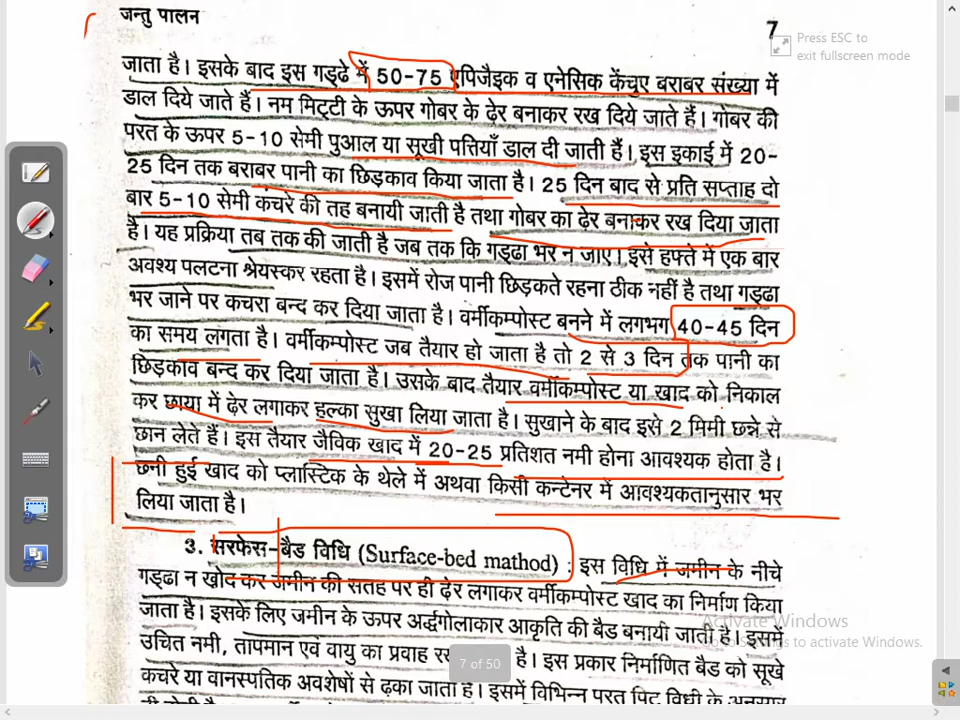 जन्तु पालन
7
Press ESC to
exit fullscreen mode
जाता है। इसके बाद इस गड्ढे में 50-75 एपिजैइक व एनेसिक केंचुए बराबर संख्या में
डाल दिये जाते हैं। नम मिट्टी के ऊपर गोबर के ढ़ेर बनाकर रख दिये जाते हैं। गोबर की
परत के ऊपर 5-10 सेमी पुआल या सूखी पत्तियाँ डाल दी जाती हैं। इस इकाई में 20-
25 दिन तक बराबर पानी का छिड़काव किया जाता है। 25 दिन बाद से प्रति सप्ताह दो
बार 5-10 सेमी कचरे की तह बनायी जाती है तथा गोबर का ढ़ेर बनाकर रख दिया जाता
है। यह प्रक्रिया तब तक की जाती है जब तक कि गड्ढा भर न जाए। इसे हफ्ते में एक बार
अवश्य पलटना श्रेयस्कर रहता है। इसमें रोज पानी छिड़कते रहना ठीक नहीं है तथा गड्ढा
भर जाने पर कचरा बन्द कर दिया जाता है। वर्मीकम्पोस्ट बनने में लगभग 40-45 दिन
का समय लगता है। वर्मीकम्पोस्ट जब तैयार हो जाता है तो 2 से 3 दिन तक पानी का
छिड़काव बन्द कर दिया जाता है। उसके बाद तैयार वर्मीकम्पोस्ट या खाद को निकाल
कर छाया में ढ़ेर लगाकर हल्का सुखा लिया जाता है। सुखाने के बाद इसे 2 मिमी छन्ने से
छान लेते हैं। इस तैयार जैविक खाद में 20-25 प्रतिशत नमी होना आवश्यक होता है।
छनी हुई खाद को प्लास्टिक के थेले में अथवा किसी कन्टेनर में आवश्यकतानुसार भर
लिया जाता है।
3. सरफेस-बैड विधि (Surface-bed mathod) : इस विधि में जमीन के नीचे
गड्ढा न खोद कर जमीन की सतह पर ही ढ़ेर लगाकर वर्मीकम्पोस्ट खाद का निर्माण किया
जाता है। इसके लिए जमीन के ऊपर अर्द्धगोलाकार आकृति की बैड बनायी जाती है। इसमें
Activate Windows
Go to Settings to activate Windows.
उचित नमी, तापमान एवं वायु का प्रवाह है। इस प्रकार निर्माणित बैड को सूखे
7 of 50
कचरे या वानस्पतिक अवशेषों से ढ़का जाता है। इसमें विभिन्न परत पिट विधी के